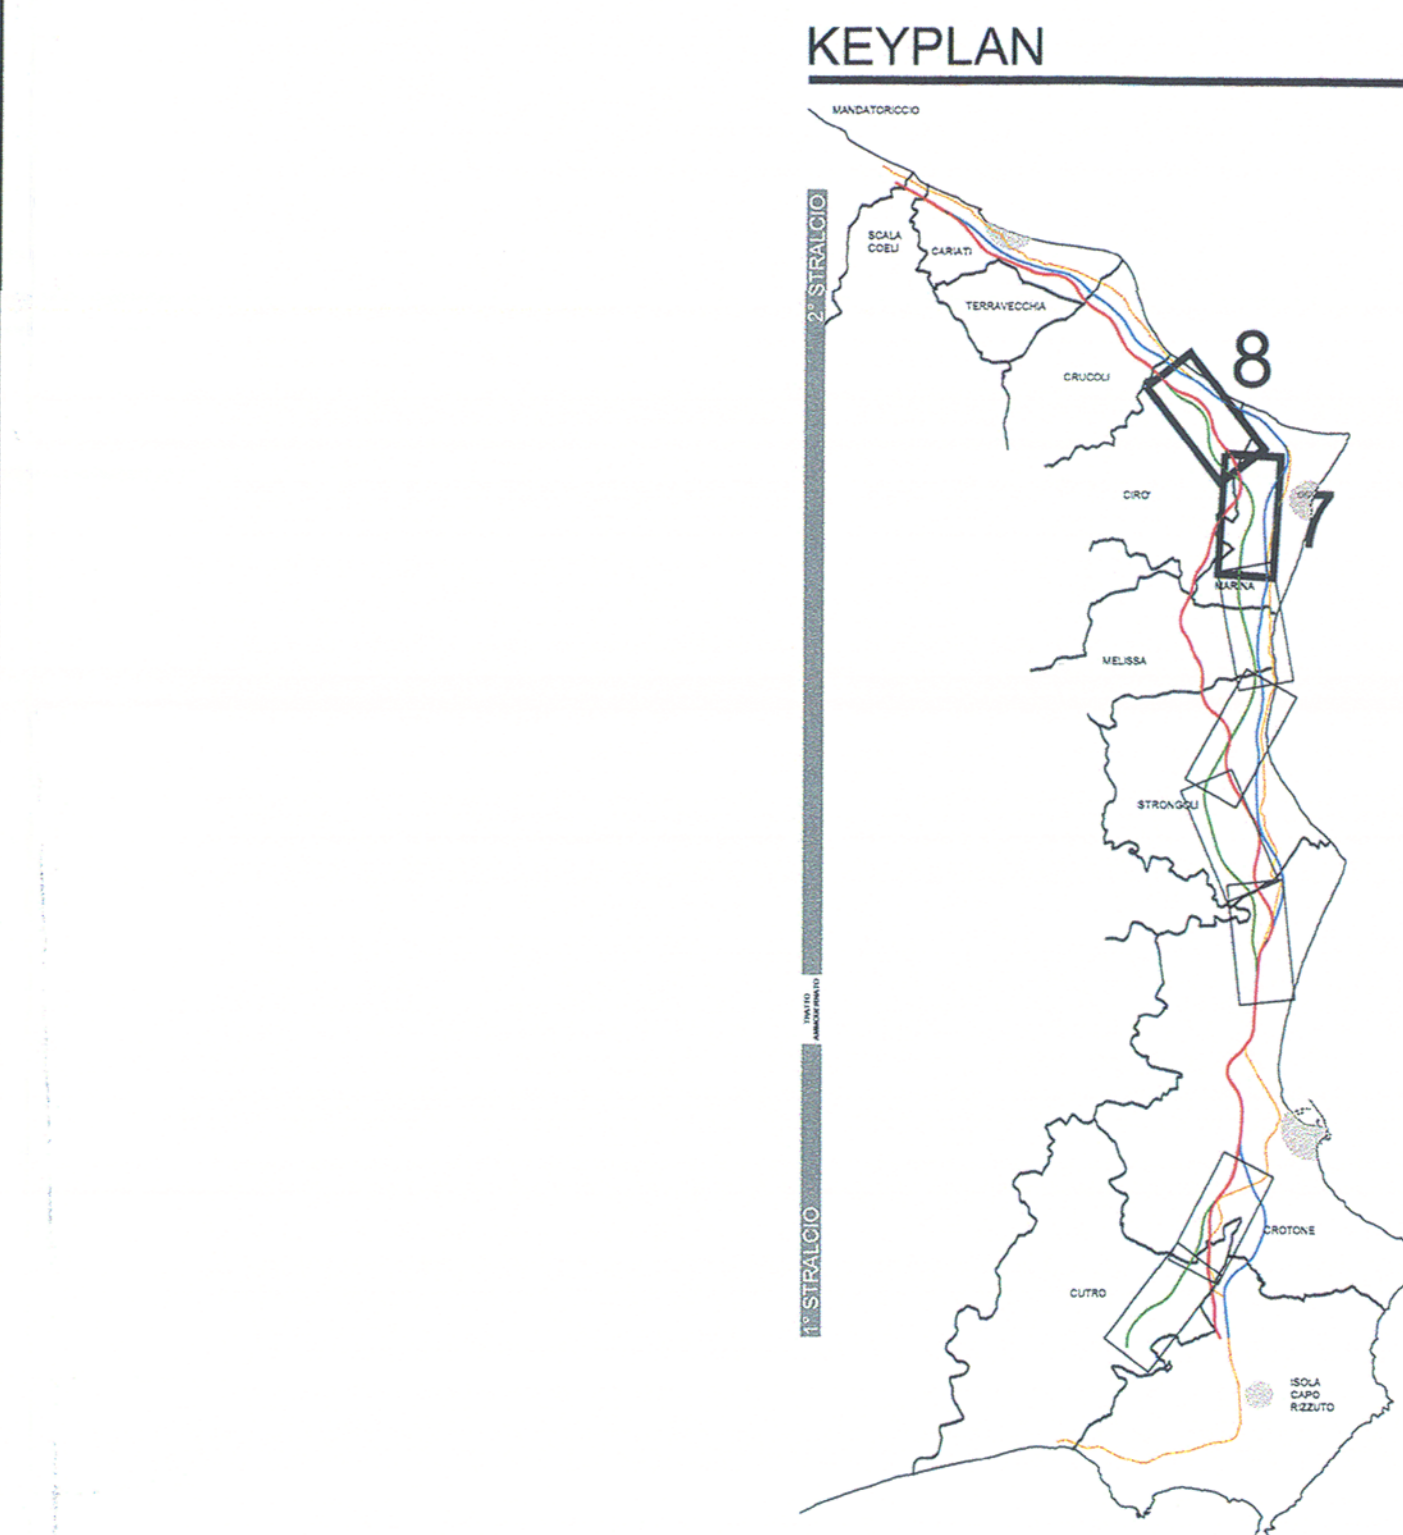 KEYPLAN
MANDATORICCIO
2° STRALCIO
SCALA
COELI
CARIATI
TERRAVECCHIA
8
CRUCOLI
CIRO'
7
MARINA
MELISSA
STRONGOLI
TRATTO
AMMODERNATO
1° STRALCIO
CROTONE
CUTRO
ISOLA
CAPO
RIZZUTO